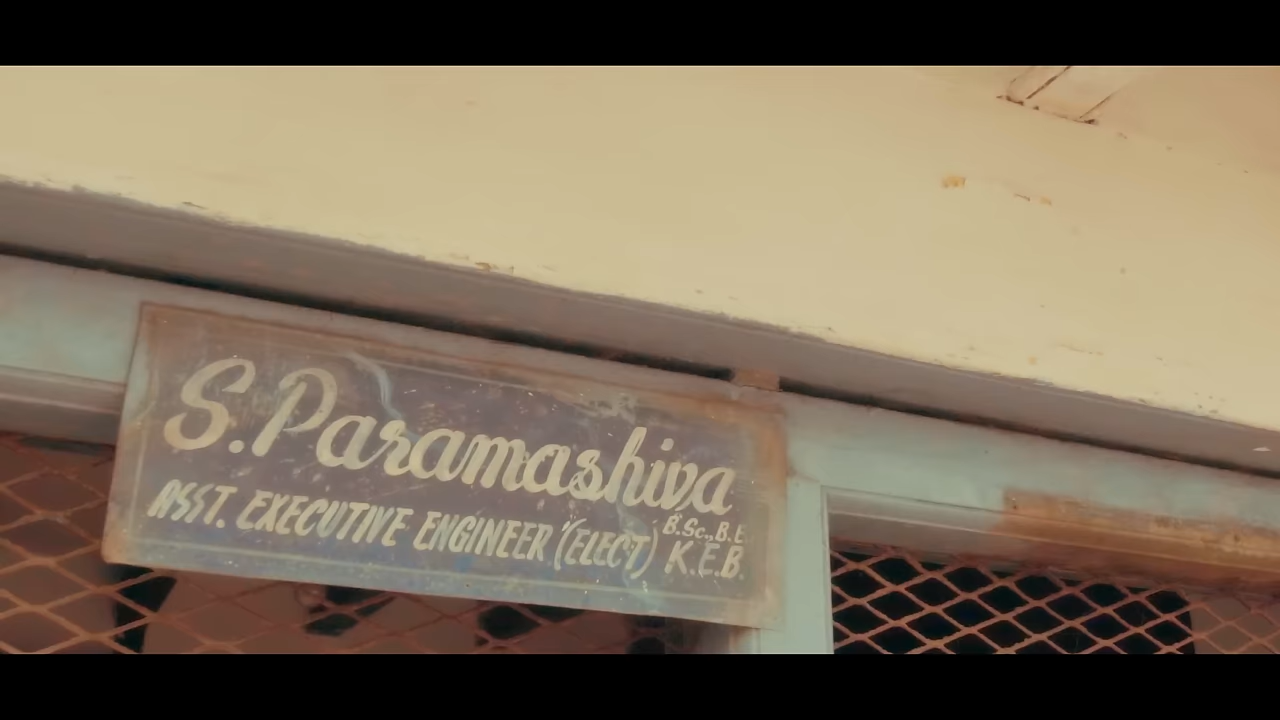 S. Paramashiva
B.Sc., B.E.
ASST. EXECUTIVE ENGINEER (ELECT) K.E.B.